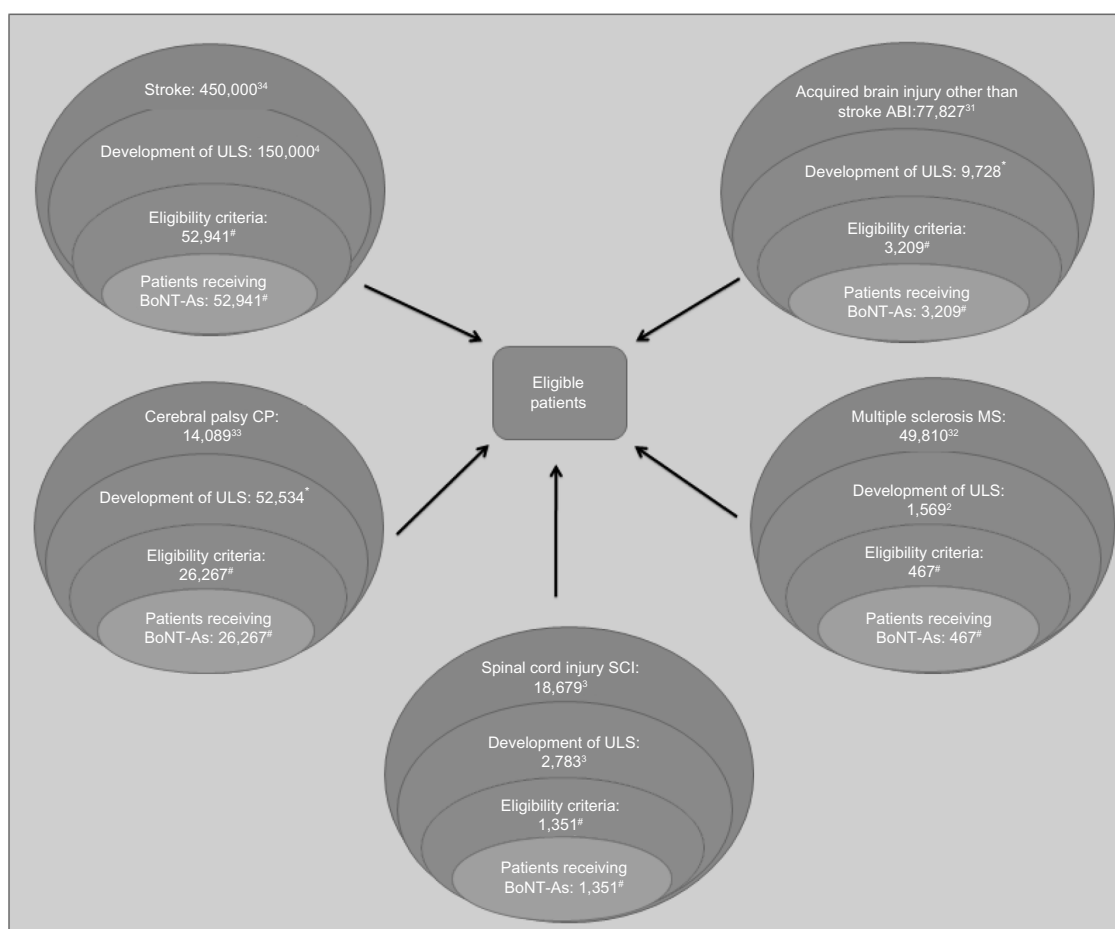 Stroke: 450,000³⁴
Development of ULS: 150,000⁴
Eligibility criteria:
52,941#
Patients receiving
BoNT-As: 52,941#
Acquired brain injury other than
stroke ABI:77,827³¹
Development of ULS: 9,728*
Eligibility criteria:
3,209#
Patients receiving
BoNT-As: 3,209#
Eligible
patients
Cerebral palsy CP:
14,089³³
Development of ULS: 52,534*
Eligibility criteria:
26,267#
Patients receiving
BoNT-As: 26,267#
Multiple sclerosis MS:
49,810³²
Development of ULS:
1,569²
Eligibility criteria:
467#
Patients receiving
BoNT-As: 467#
Spinal cord injury SCI:
18,679³
Development of ULS:
2,783³
Eligibility criteria:
1,351#
Patients receiving
BoNT-As: 1,351#